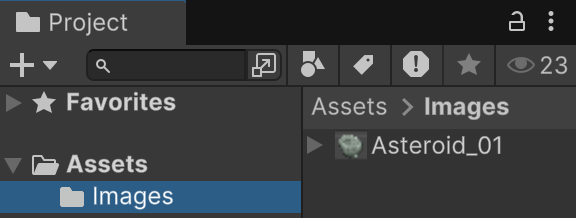 Project
23
Favorites
Assets
Images
Assets > Images
Asteroid_01